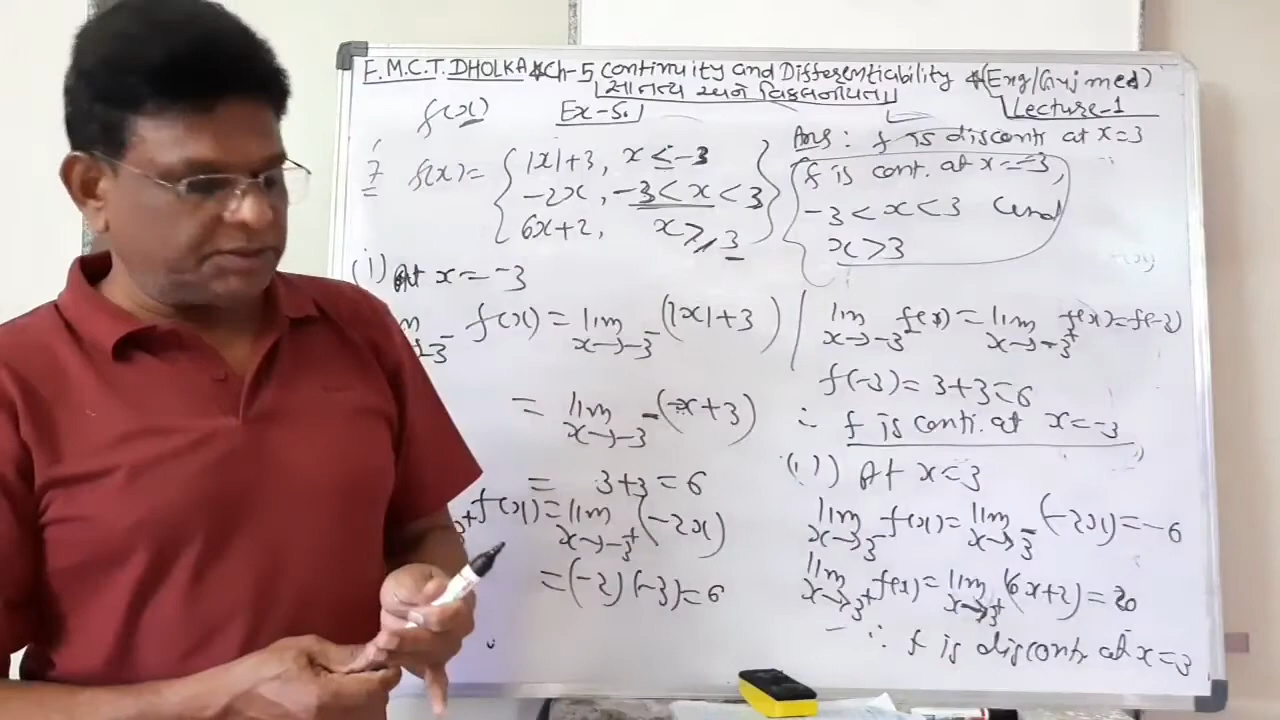 F.M.C.T. DHOLKA * Ch-5 Continuity and Differentiability * (Eng/Guj med)
સાતત્ય અને વિકલનીયતા
Lecture-1
f(x) Ex-5.1
7 f(x)= { |x|+3, x ≤ -3
-2x, -3 < x < 3
6x+2, x ≥ 3 }
Ans: f is discontr at x=3
f is cont. at x=-3,
-3 < x < 3 and
x > 3
(i) At x=-3
f(x) = lim x→-3⁻ (|x|+3)
= lim x→-3⁻ (-x+3)
= 3+3=6
f(x)= lim x→-3⁺ (-2x)
=(-2)(-3)=6
lim x→-3⁻ f(x) = lim x→-3⁺ f(x)=f(-3)
f(-3) = 3+3=6
∴ f is conti. at x=-3
(ii) At x=3
lim x→3⁻ f(x)= lim x→3⁻ (-2x)=-6
lim x→3⁺ f(x)= lim x→3⁺ (6x+2)=20
∴ f is discontr at x=3